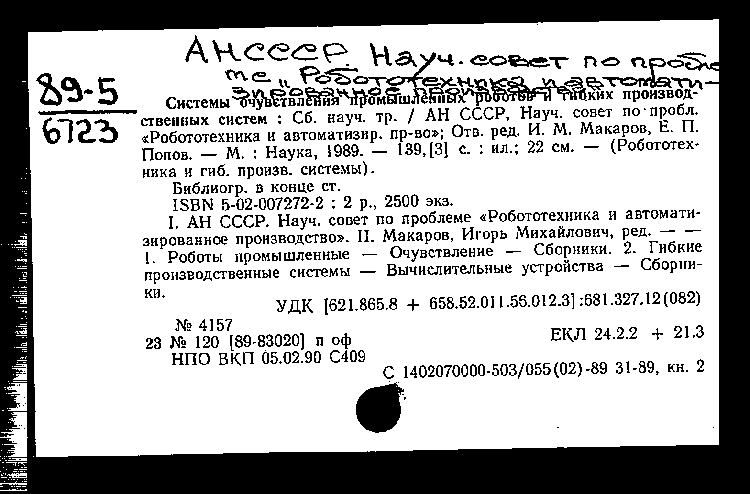 АН СССР. Науч. совет по пробле
ме „Робототехника и автомати-
зированное производство
89-5
6723
Системы очувствления промышленных роботов и гибких производ-
ственных систем : Сб. науч. тр. / АН СССР, Науч. совет по пробл.
«Робототехника и автоматизир. пр-во»; Отв. ред. И. М. Макаров, Е. П.
Попов. — М. : Наука, 1989. — 139,[3] с. : ил.; 22 см. — (Робототех-
ника и гиб. произв. системы).
Библиогр. в конце ст.
ISBN 5-02-007272-2 : 2 р., 2500 экз.
I. АН СССР. Науч. совет по проблеме «Робототехника и автомати-
зированное производство». II. Макаров, Игорь Михайлович, ред. — —
1. Роботы промышленные — Очувствление — Сборники. 2. Гибкие
производственные системы — Вычислительные устройства — Сборни-
ки.
УДК [621.865.8 + 658.52.011.56.012.3]:681.327.12(082)
№ 4157
23 № 120 [89-83020] п оф
ЕКЛ 24.2.2 + 21.3
НПО ВКП 05.02.90 С409
С 1402070000-503/055(02)-89 31-89, кн. 2